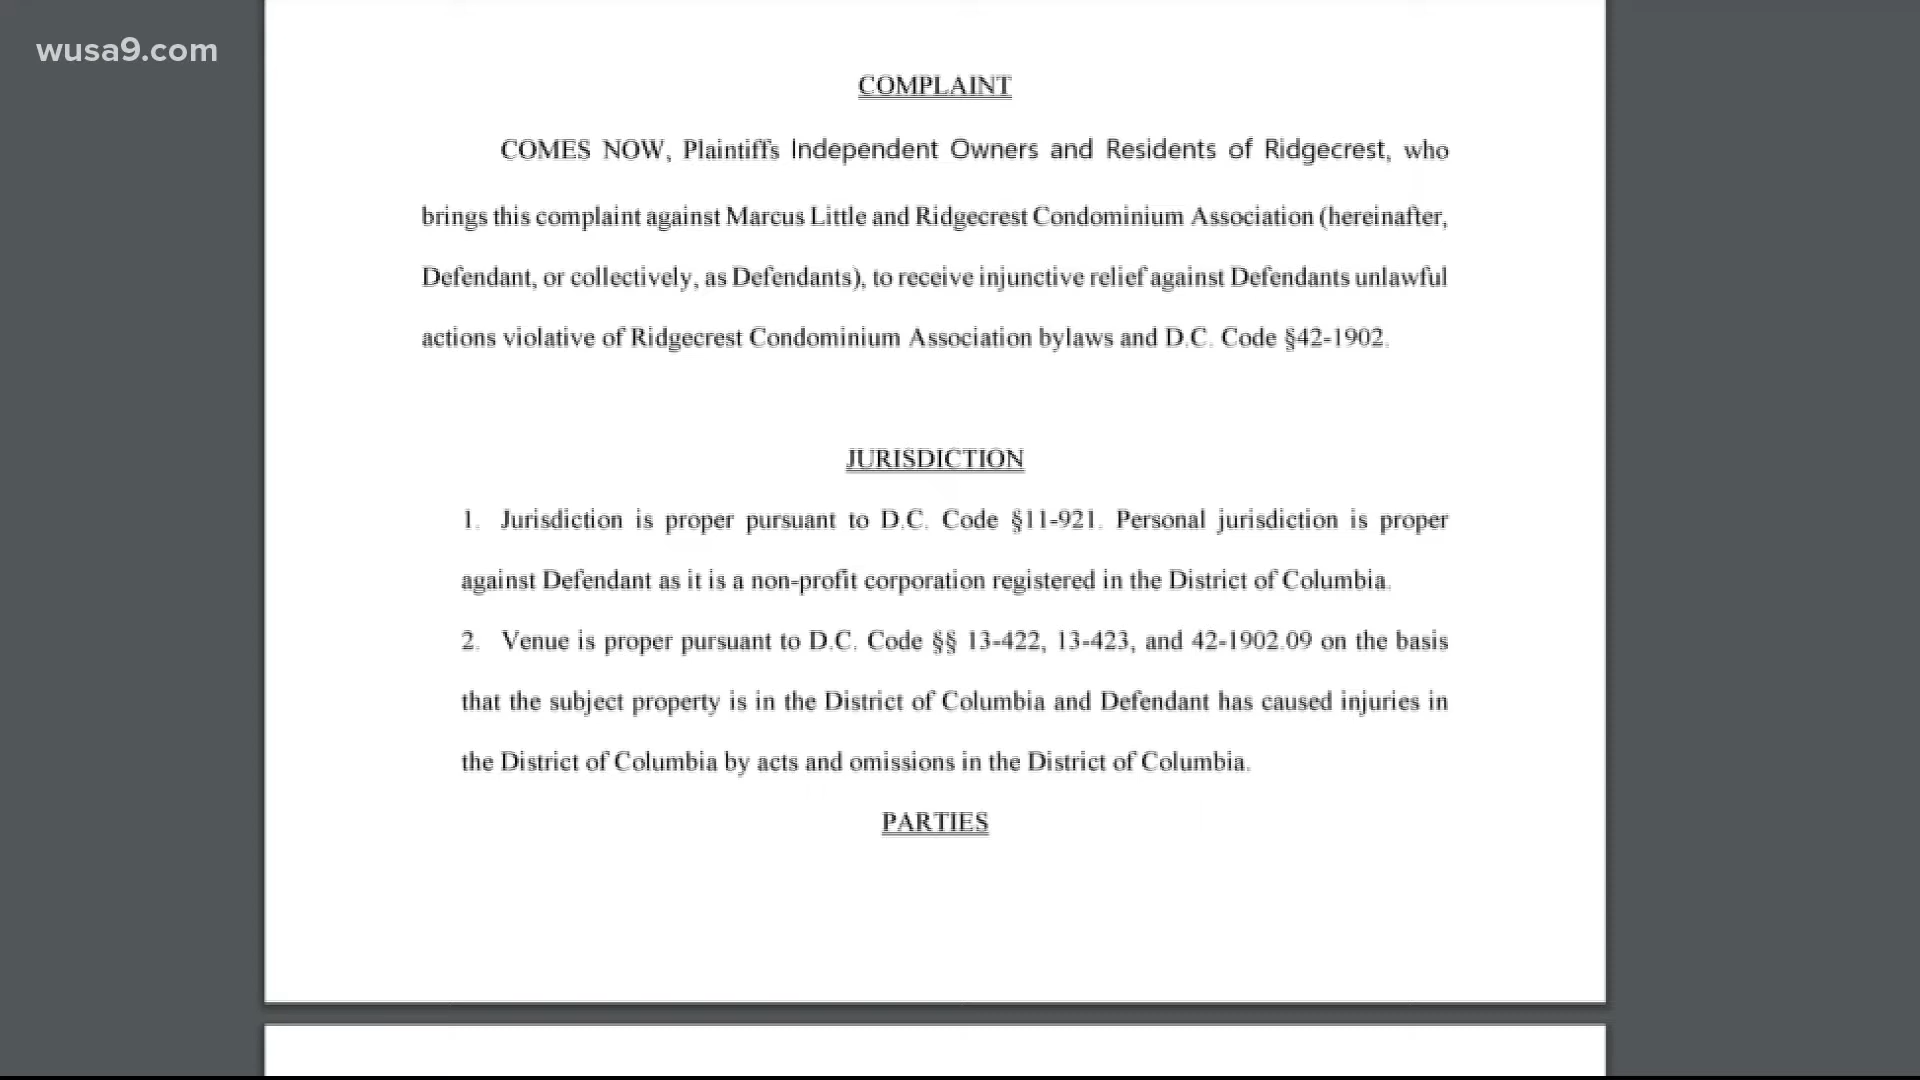 wusa9.com
COMPLAINT
COMES NOW, Plaintiffs Independent Owners and Residents of Ridgecrest, who
brings this complaint against Marcus Little and Ridgecrest Condominium Association (hereinafter,
Defendant, or collectively, as Defendants), to receive injunctive relief against Defendants unlawful
actions violative of Ridgecrest Condominium Association bylaws and D.C. Code §42-1902.
JURISDICTION
1. Jurisdiction is proper pursuant to D.C. Code §11-921. Personal jurisdiction is proper
against Defendant as it is a non-profit corporation registered in the District of Columbia.
2. Venue is proper pursuant to D.C. Code §§ 13-422, 13-423, and 42-1902.09 on the basis
that the subject property is in the District of Columbia and Defendant has caused injuries in
the District of Columbia by acts and omissions in the District of Columbia.
PARTIES